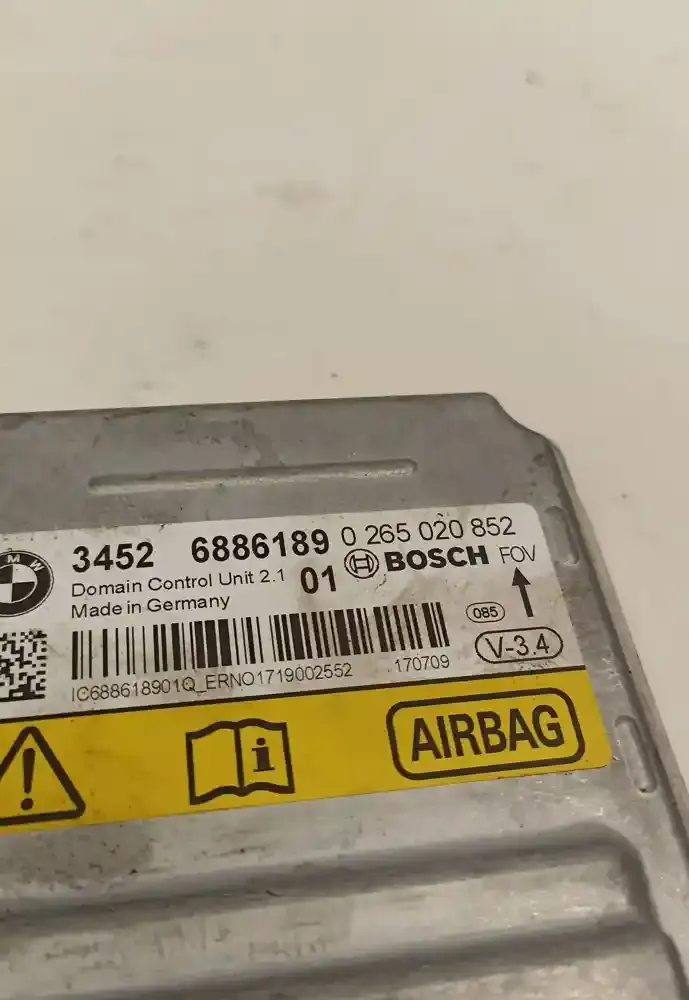 BMW
3452 6886189 0 265 020 852
Domain Control Unit 2.1 01 BOSCH FOV
Made in Germany
085
V-3.4
IC688618901Q_ERNO1719002552 170709
AIRBAG